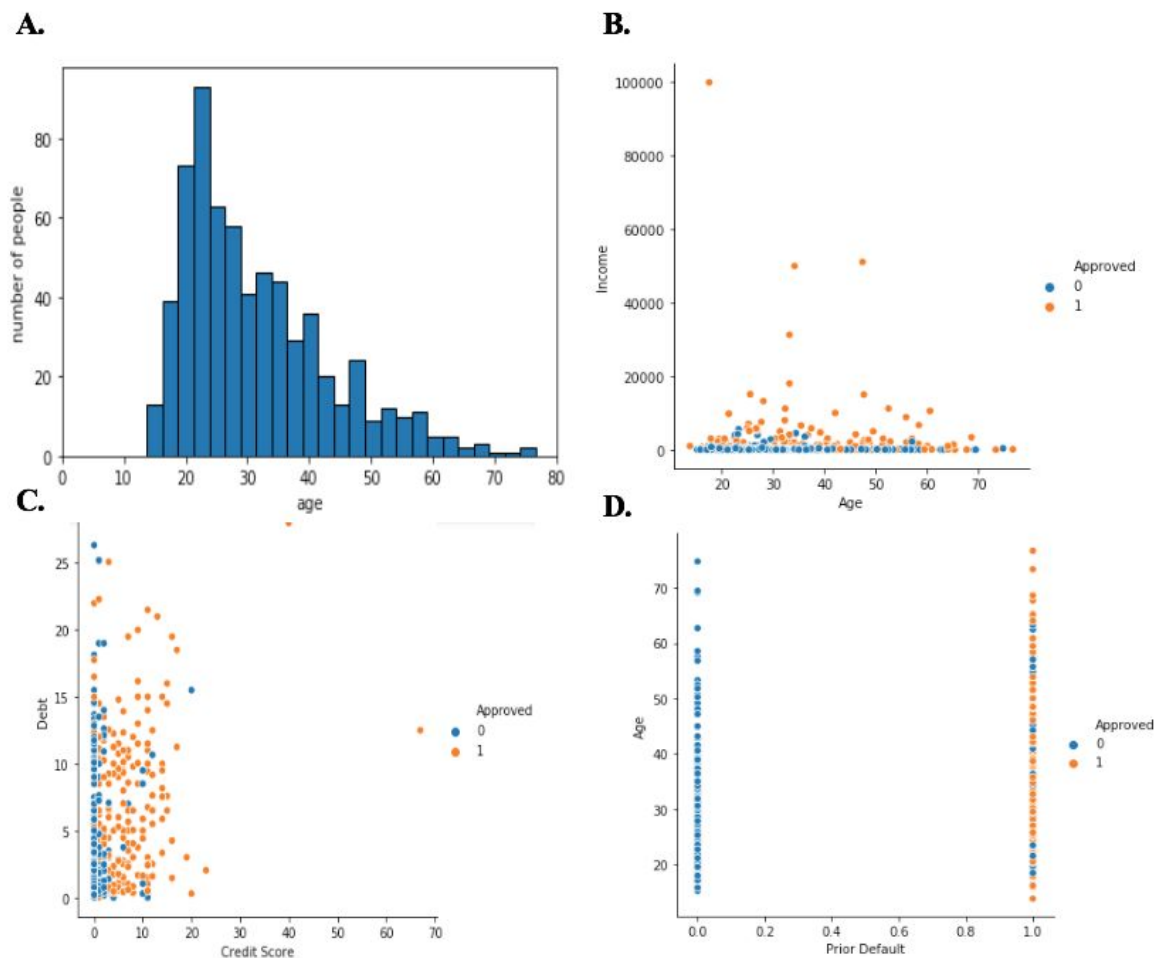 A.
number of people
80
60
40
20
0
0 10 20 30 40 50 60 70 80
age
B.
Income
100000
80000
60000
40000
20000
0
20 30 40 50 60 70
Age
Approved
0
1
C.
Debt
25
20
15
10
5
0
0 10 20 30 40 50 60 70
Credit Score
Approved
0
1
D.
Age
70
60
50
40
30
20
0.0 0.2 0.4 0.6 0.8 1.0
Prior Default
Approved
0
1